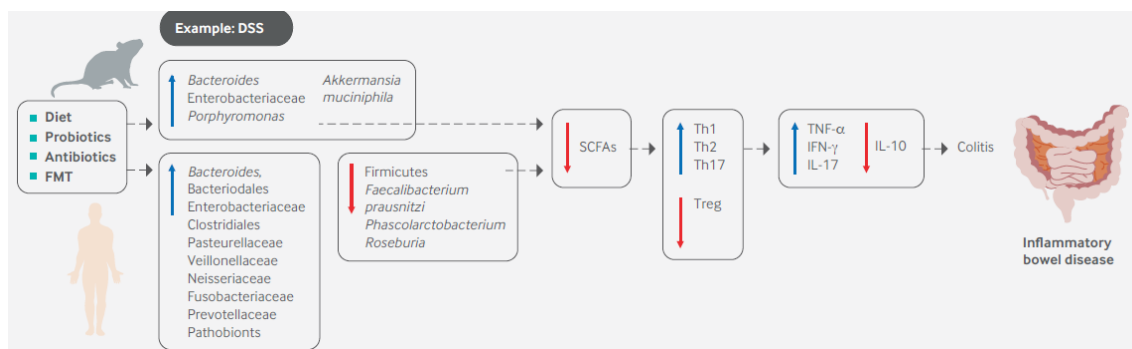 Example: DSS
Diet
Probiotics
Antibiotics
FMT
Bacteroides
Enterobacteriaceae
Porphyromonas
Akkermansia
muciniphila
Bacteroides,
Bacteriodales
Enterobacteriaceae
Clostridiales
Pasteurellaceae
Veillonellaceae
Neisseriaceae
Fusobacteriaceae
Prevotellaceae
Pathobionts
Firmicutes
Faecalibacterium
prausnitzi
Phascolarctobacterium
Roseburia
SCFAs
Th1
Th2
Th17
Treg
TNF-α
IFN-γ
IL-17
IL-10
Colitis
Inflammatory
bowel disease